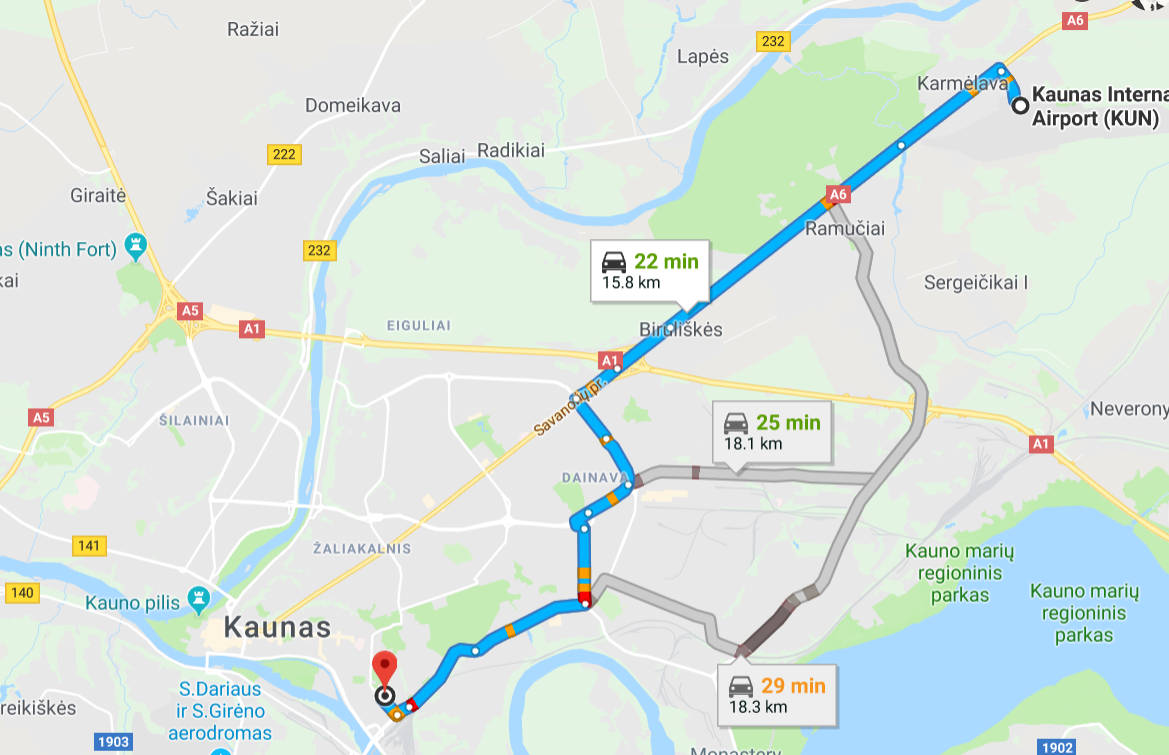 A6
Ražiai
232
Lapės
Karmėlava
Kaunas Interna
Airport (KUN)
Domeikava
222
Saliai
Radikiai
Giraitė
Šakiai
A6
Ramučiai
as (Ninth Fort)
232
22 min
15.8 km
kai
Sergeičikai I
A5
A1
EIGULIAI
Biruliškės
A1
Savanorių pr.
A5
ŠILAINIAI
25 min
18.1 km
Neverony
A1
DAINAVA
141
ŽALIAKALNIS
Kauno marių
regioninis
parkas
140
Kauno pilis
Kauno marių
regioninis
parkas
Kaunas
29 min
18.3 km
S.Dariaus
ir S.Girėno
aerodromas
reikiškės
1903
1902
Monastery